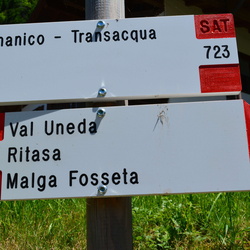 manico - Transacqua
SAT
723
Val Uneda
Ritasa
Malga Fosseta